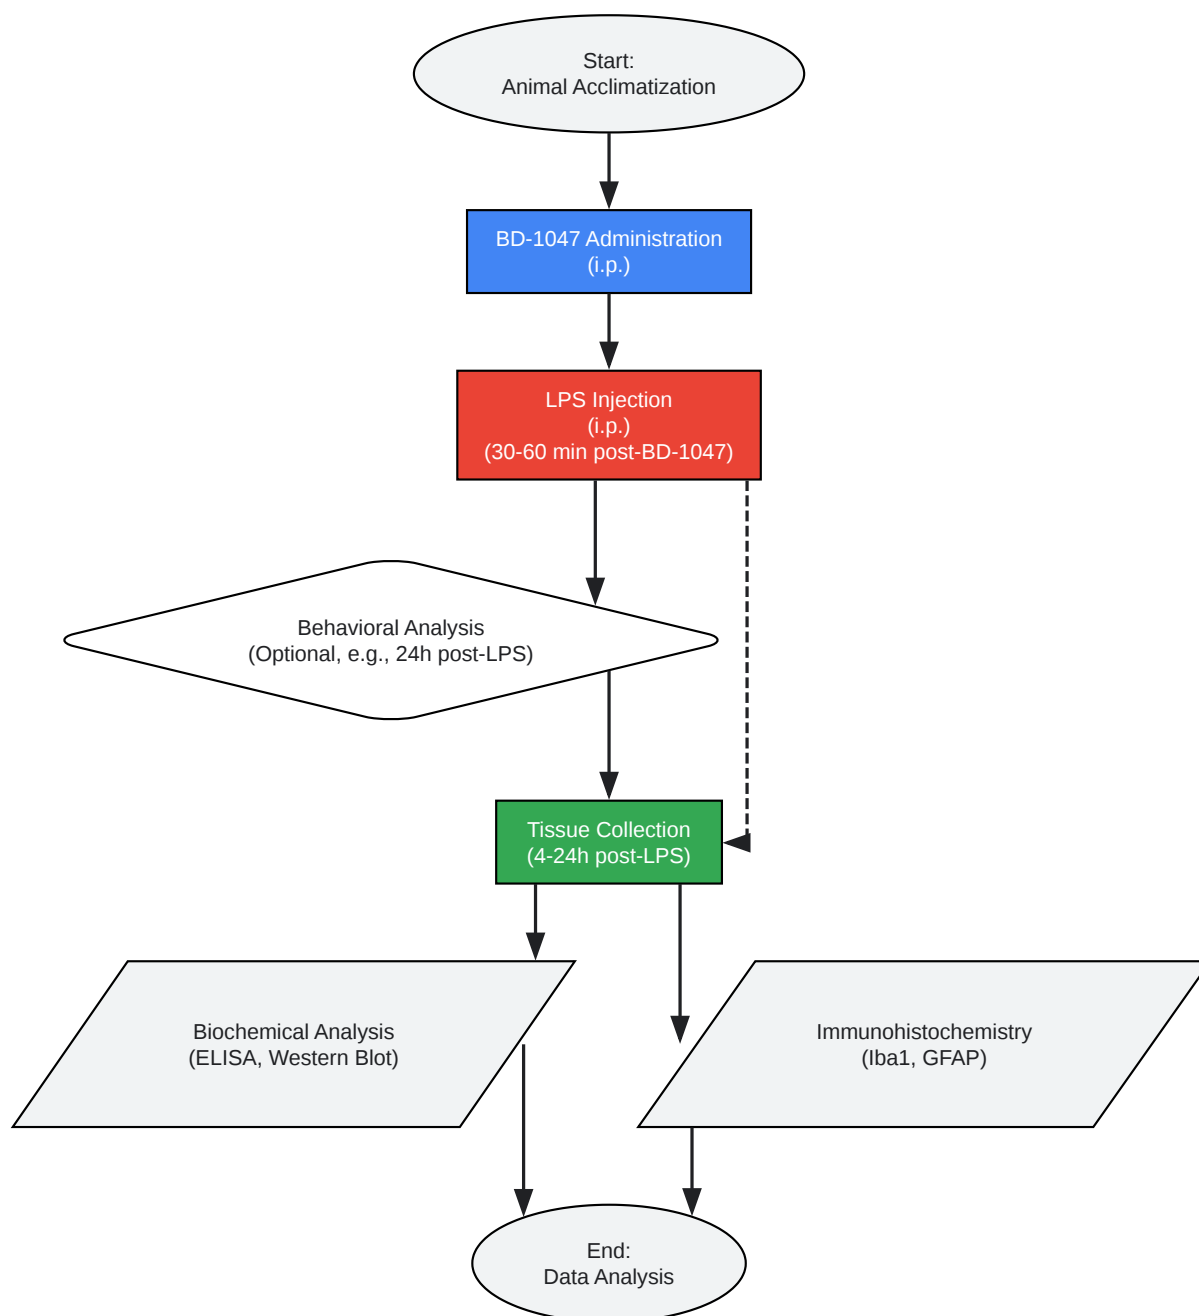 Start:
Animal Acclimatization
BD-1047 Administration
(i.p.)
LPS Injection
(i.p.)
(30-60 min post-BD-1047)
Behavioral Analysis
(Optional, e.g., 24h post-LPS)
Tissue Collection
(4-24h post-LPS)
Biochemical Analysis
(ELISA, Western Blot)
Immunohistochemistry
(Iba1, GFAP)
End:
Data Analysis